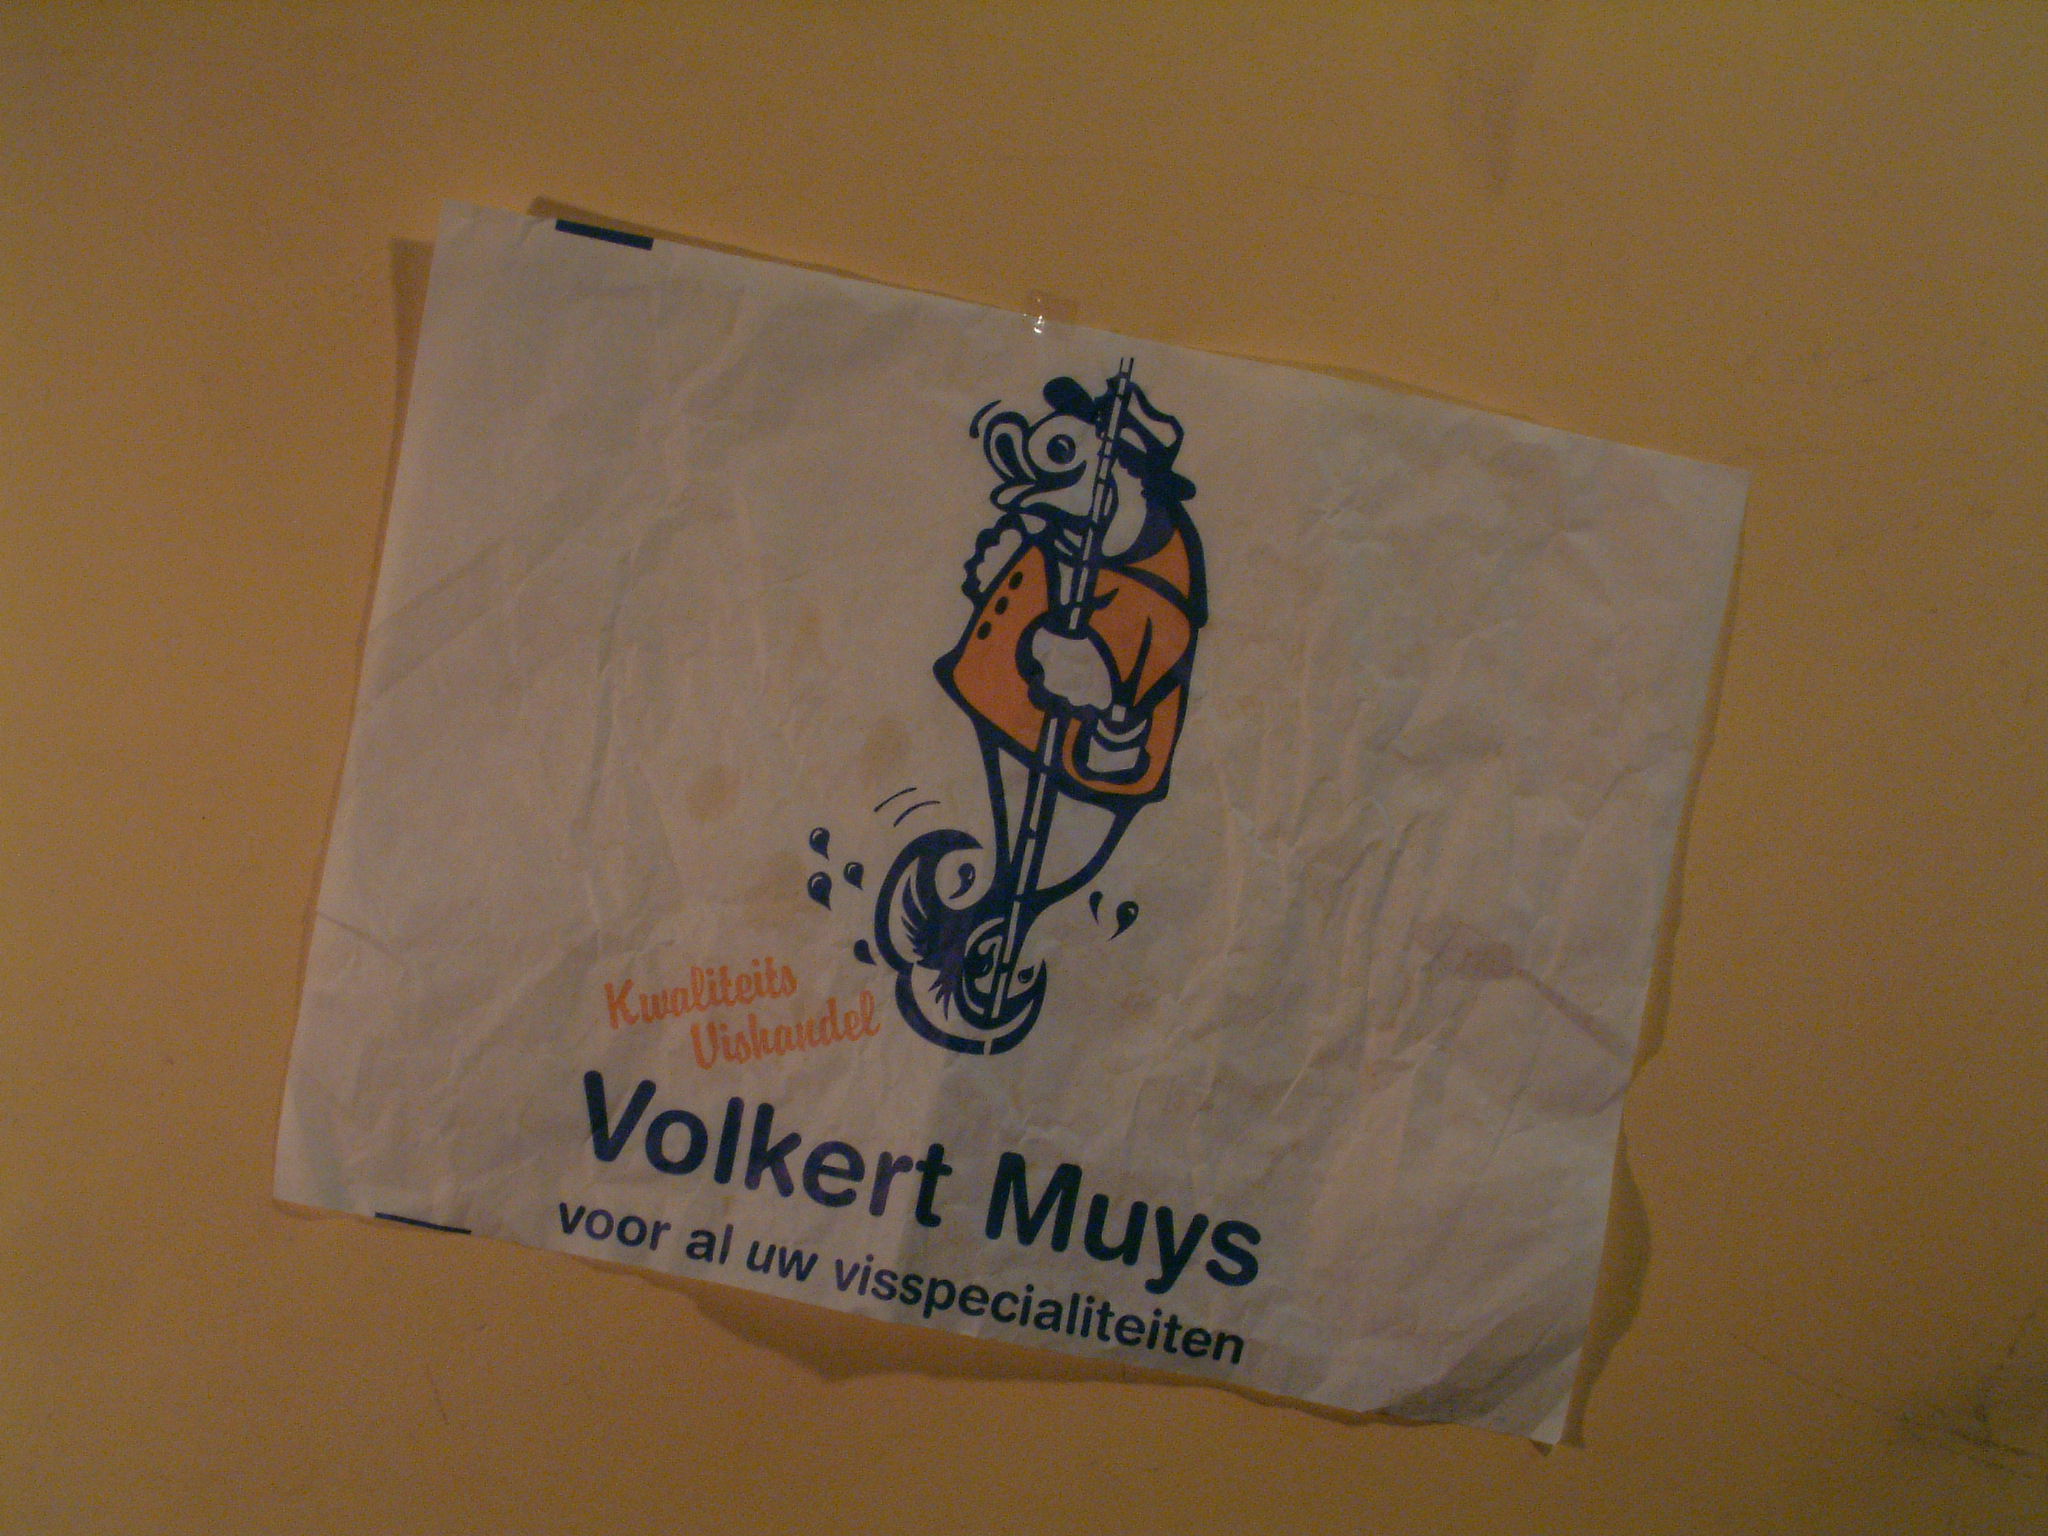 Kwaliteits
Vishandel
Volkert Muys
voor al uw visspecialiteiten